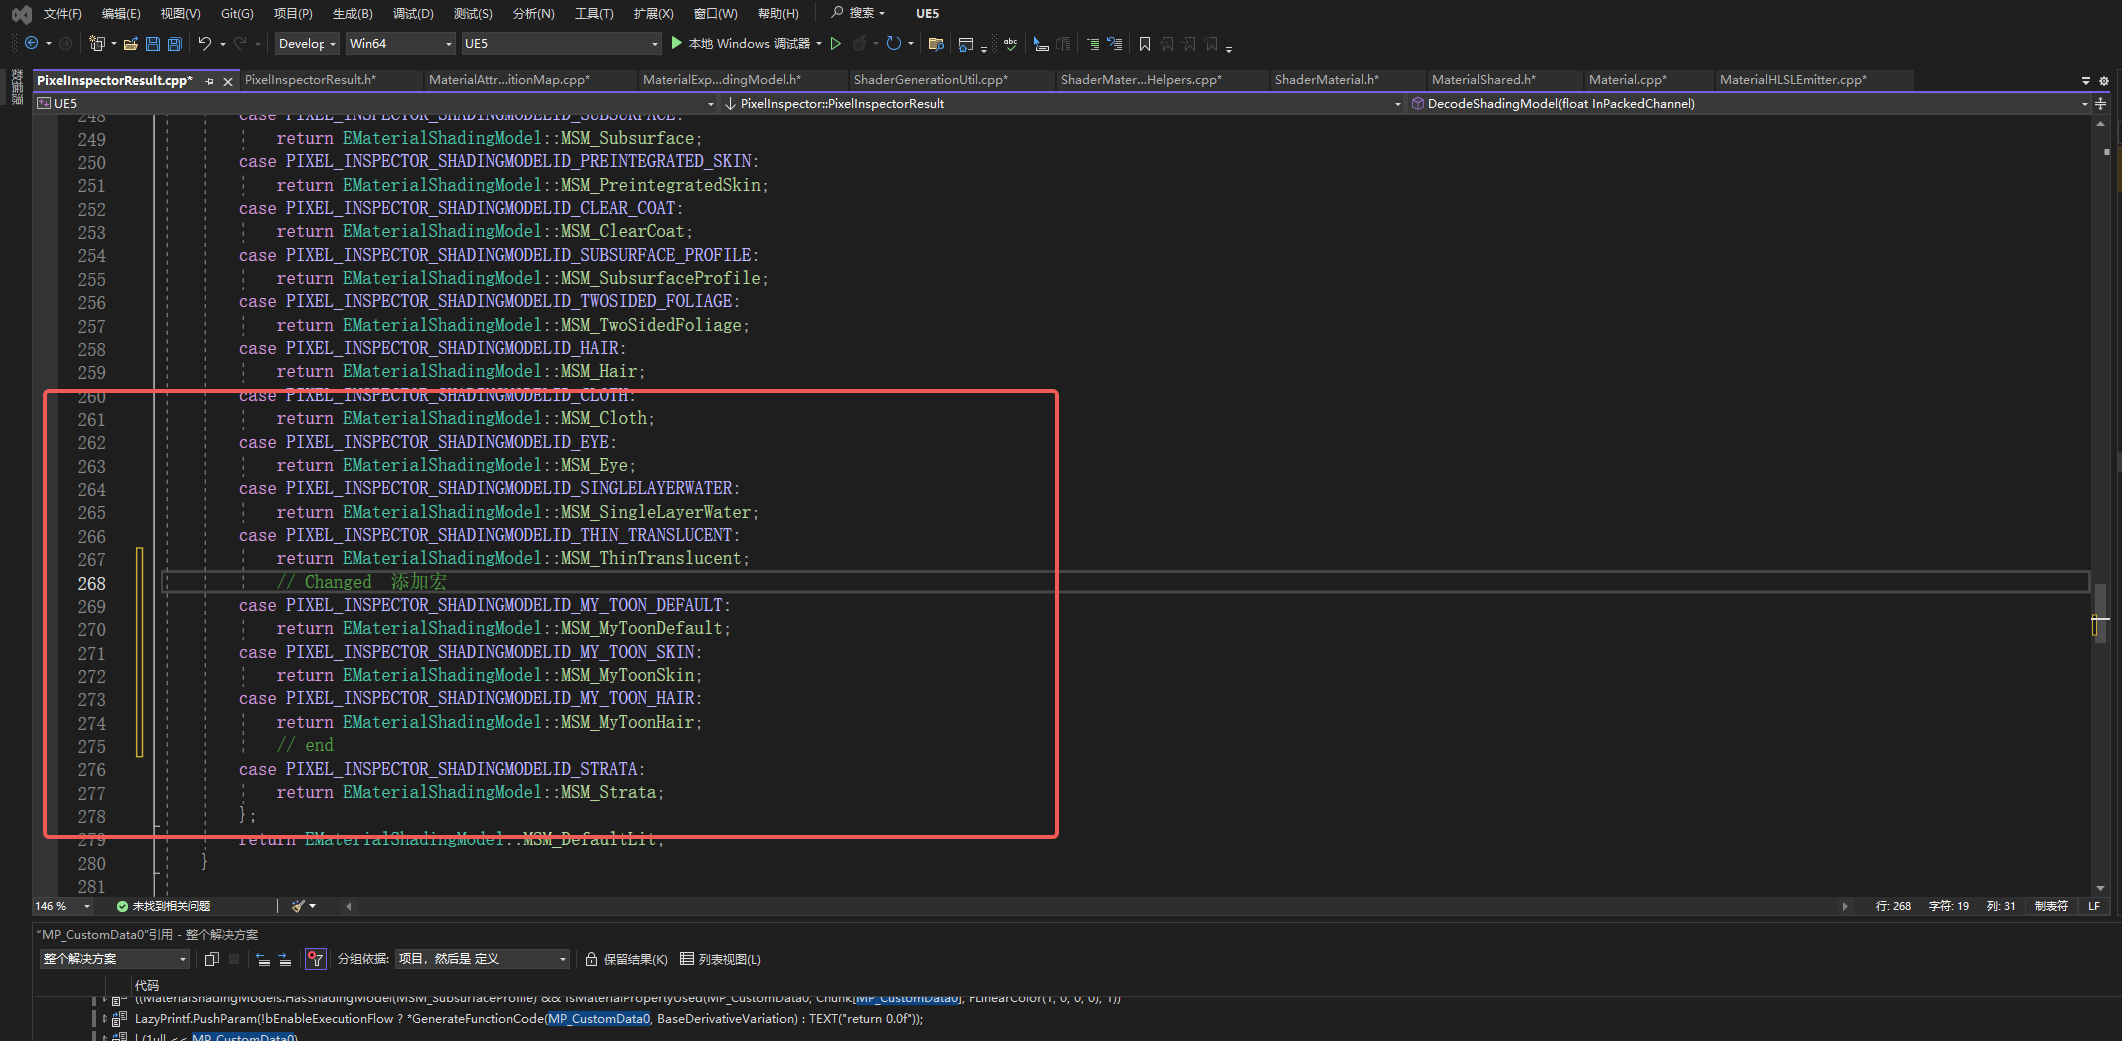 文件(F) 编辑(E) 视图(V) Git(G) 项目(P) 生成(B) 调试(D) 测试(S) 分析(N) 工具(T) 扩展(X) 窗口(W) 帮助(H) 搜索 UE5
Develop Win64 UE5 本地 Windows 调试器
数据源
PixelInspectorResult.cpp* PixelInspectorResult.h* MaterialAttr...itionMap.cpp* MaterialExp...dingModel.h* ShaderGenerationUtil.cpp* ShaderMater...Helpers.cpp* ShaderMaterial.h* MaterialShared.h* Material.cpp* MaterialHLSLEmitter.cpp*
UE5 PixelInspector::PixelInspectorResult DecodeShadingModel(float InPackedChannel)
248 case PIXEL_INSPECTOR_SHADINGMODELID_SUBSURFACE:
249 return EMaterialShadingModel::MSM_Subsurface;
250 case PIXEL_INSPECTOR_SHADINGMODELID_PREINTEGRATED_SKIN:
251 return EMaterialShadingModel::MSM_PreintegratedSkin;
252 case PIXEL_INSPECTOR_SHADINGMODELID_CLEAR_COAT:
253 return EMaterialShadingModel::MSM_ClearCoat;
254 case PIXEL_INSPECTOR_SHADINGMODELID_SUBSURFACE_PROFILE:
255 return EMaterialShadingModel::MSM_SubsurfaceProfile;
256 case PIXEL_INSPECTOR_SHADINGMODELID_TWOSIDED_FOLIAGE:
257 return EMaterialShadingModel::MSM_TwoSidedFoliage;
258 case PIXEL_INSPECTOR_SHADINGMODELID_HAIR:
259 return EMaterialShadingModel::MSM_Hair;
260 case PIXEL_INSPECTOR_SHADINGMODELID_CLOTH:
261 return EMaterialShadingModel::MSM_Cloth;
262 case PIXEL_INSPECTOR_SHADINGMODELID_EYE:
263 return EMaterialShadingModel::MSM_Eye;
264 case PIXEL_INSPECTOR_SHADINGMODELID_SINGLELAYERWATER:
265 return EMaterialShadingModel::MSM_SingleLayerWater;
266 case PIXEL_INSPECTOR_SHADINGMODELID_THIN_TRANSLUCENT:
267 return EMaterialShadingModel::MSM_ThinTranslucent;
268 // Changed  添加宏
269 case PIXEL_INSPECTOR_SHADINGMODELID_MY_TOON_DEFAULT:
270 return EMaterialShadingModel::MSM_MyToonDefault;
271 case PIXEL_INSPECTOR_SHADINGMODELID_MY_TOON_SKIN:
272 return EMaterialShadingModel::MSM_MyToonSkin;
273 case PIXEL_INSPECTOR_SHADINGMODELID_MY_TOON_HAIR:
274 return EMaterialShadingModel::MSM_MyToonHair;
275 // end
276 case PIXEL_INSPECTOR_SHADINGMODELID_STRATA:
277 return EMaterialShadingModel::MSM_Strata;
278 };
279 return EMaterialShadingModel::MSM_DefaultLit;
280 }
281
146 % 未找到相关问题 行: 268 字符: 19 列: 31 制表符 LF
"MP_CustomData0"引用 - 整个解决方案
整个解决方案 分组依据: 项目，然后是 定义 保留结果(K) 列表视图(L)
代码
((MaterialShadingModels.HasShadingModel(MSM_SubsurfaceProfile) && IsMaterialPropertyUsed(MP_CustomData0, Chunk[MP_CustomData0], FLinearColor(1, 0, 0, 0), 1))
LazyPrintf.PushParam(!bEnableExecutionFlow ? *GenerateFunctionCode(MP_CustomData0, BaseDerivativeVariation) : TEXT("return 0.0f"));
| (1ull << MP_CustomData0)